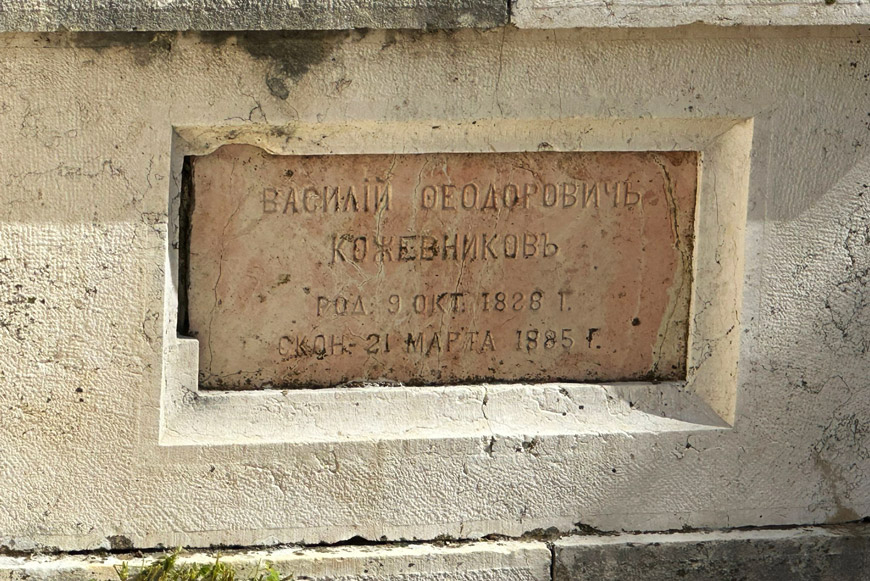 ВАСИЛІЙ ѲЕОДОРОВИЧЪ
КОЖЕВНИКОВЪ
РОД: 9 ОКТ. 1828 Г.
СКОН- 21 МАРТА 1885 Г.